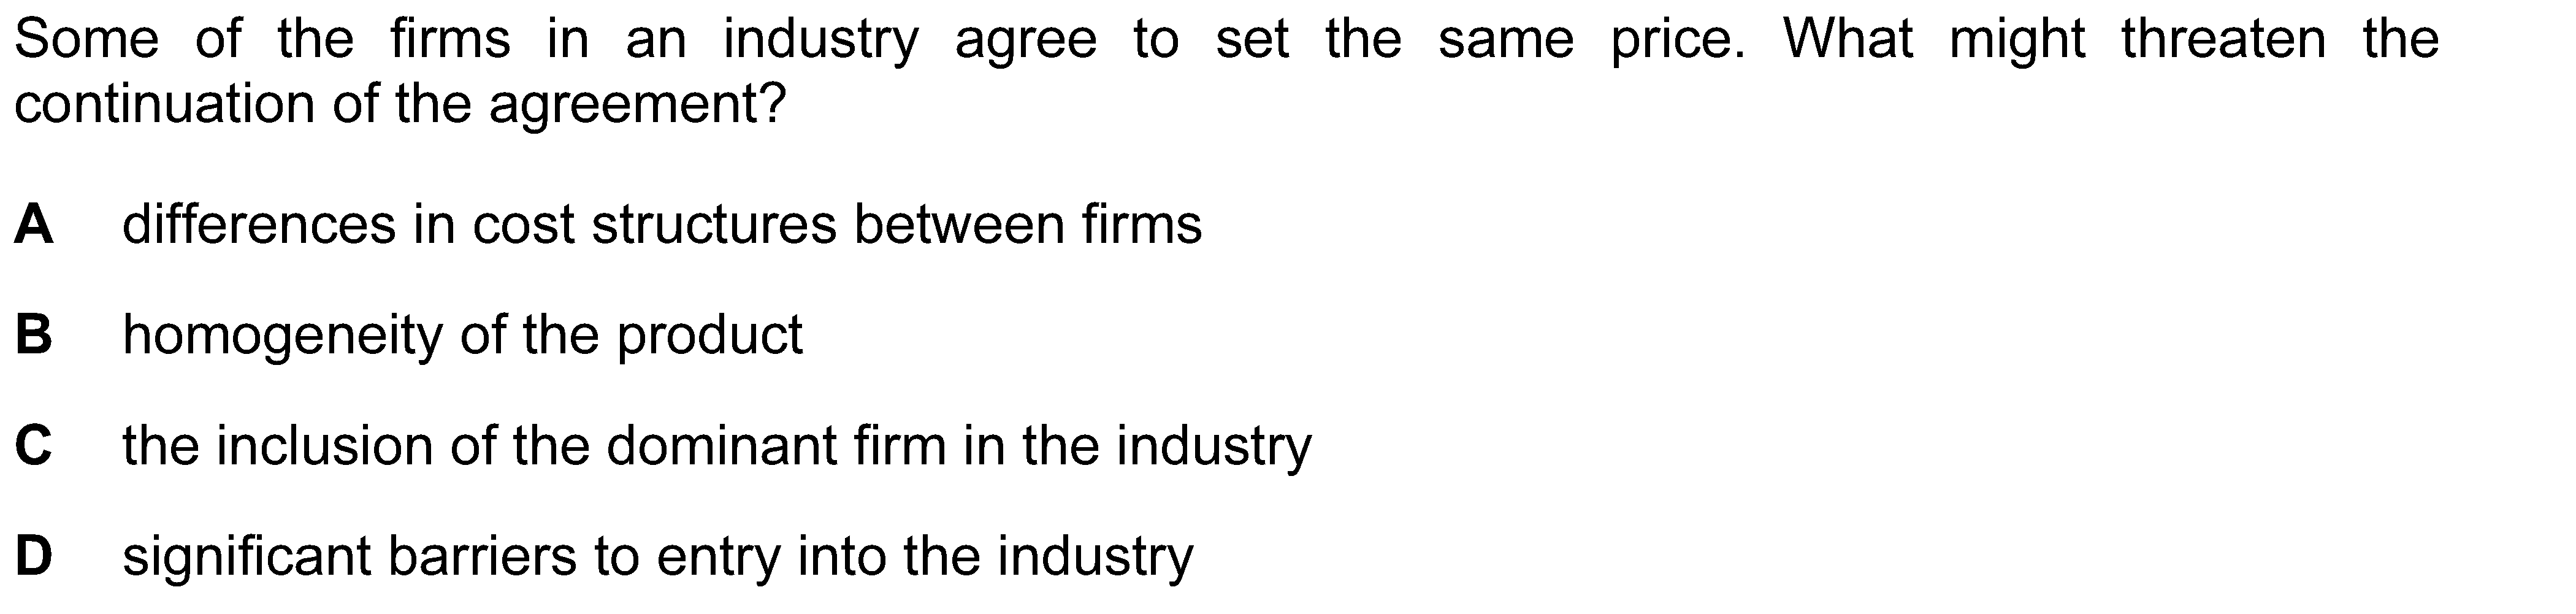 Some of the firms in an industry agree to set the same price. What might threaten the
continuation of the agreement?
A differences in cost structures between firms
B homogeneity of the product
C the inclusion of the dominant firm in the industry
D significant barriers to entry into the industry